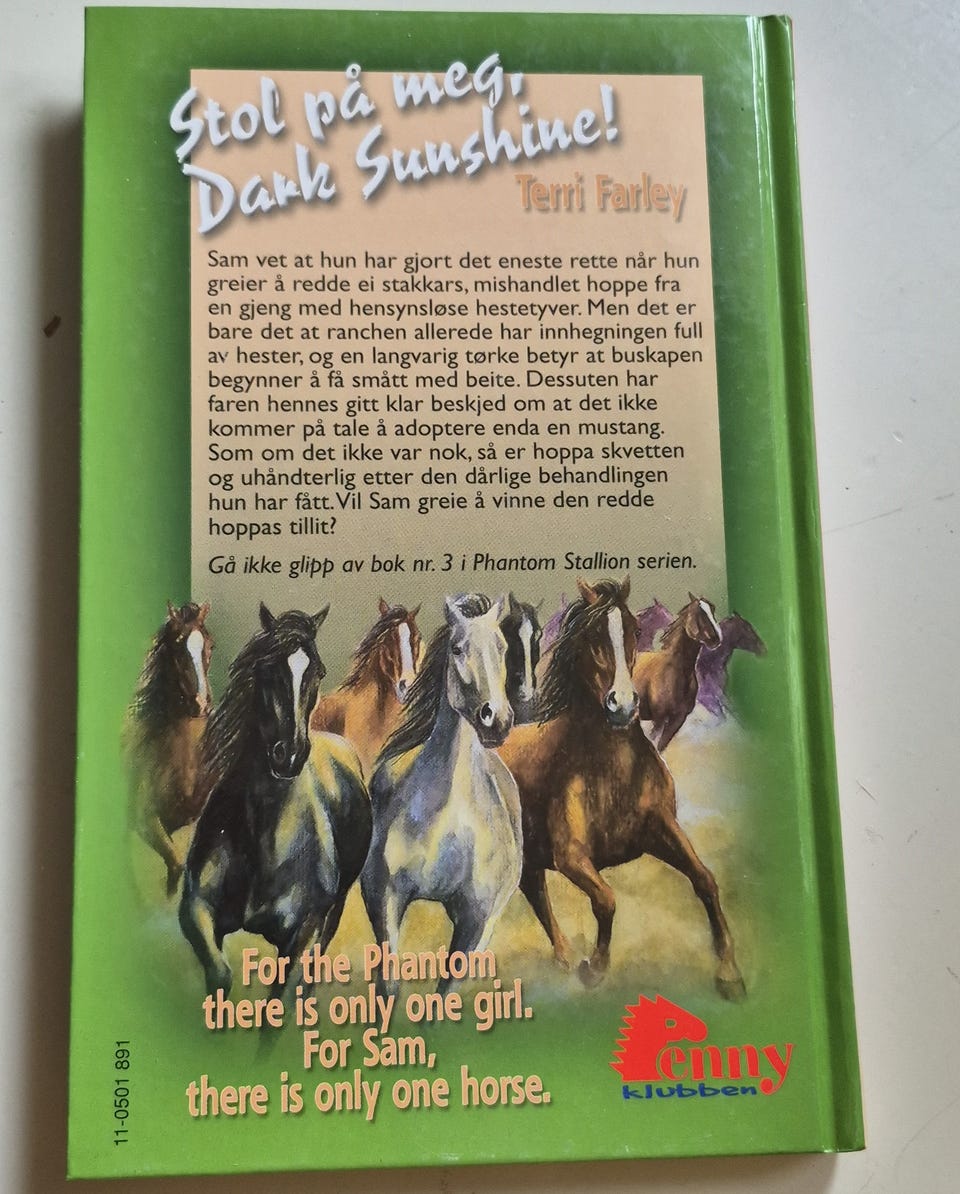 Stol på meg,
Dark Sunshine!
Terri Farley
Sam vet at hun har gjort det eneste rette når hun
greier å redde ei stakkars, mishandlet hoppe fra
en gjeng med hensynsløse hestetyver. Men det er
bare det at ranchen allerede har innhegningen full
av hester, og en langvarig tørke betyr at buskapen
begynner å få smått med beite. Dessuten har
faren hennes gitt klar beskjed om at det ikke
kommer på tale å adoptere enda en mustang.
Som om det ikke var nok, så er hoppa skvetten
og uhåndterlig etter den dårlige behandlingen
hun har fått. Vil Sam greie å vinne den redde
hoppas tillit?
Gå ikke glipp av bok nr. 3 i Phantom Stallion serien.
For the Phantom
there is only one girl.
For Sam,
there is only one horse.
Penny
klubben
11-0501 891